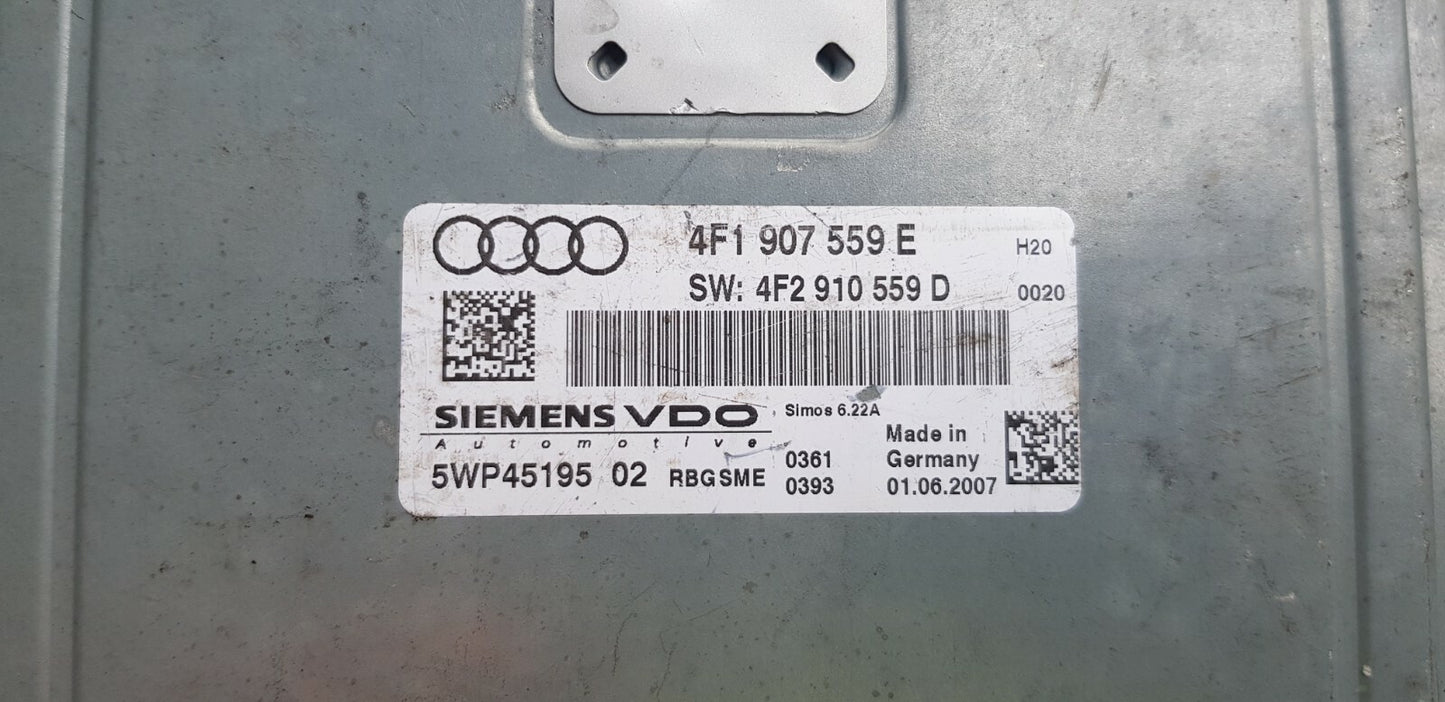 4F1 907 559 E H20
SW: 4F2 910 559 D 0020
SIEMENS VDO Simos 6.22A
Automotive
5WP45195 02 RBGSME
0361
0393
Made in
Germany
01.06.2007